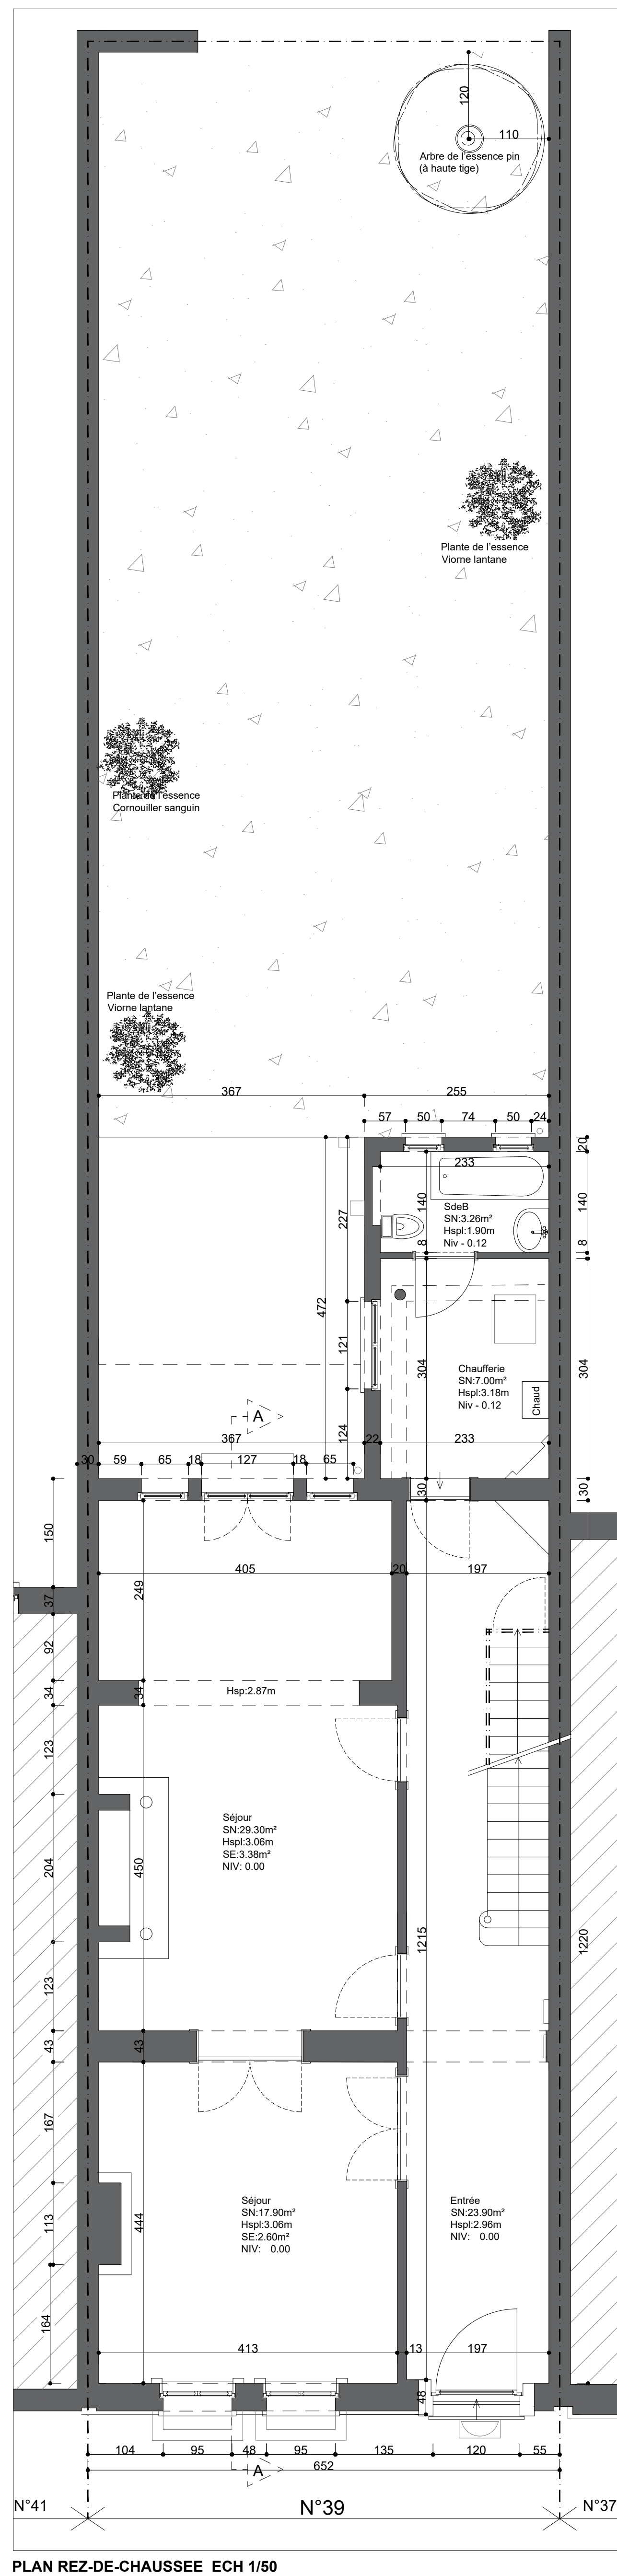 120
110
Arbre de l'essence pin
(à haute tige)
Plante de l'essence
Viorne lantane
Plante de l'essence
Cornouiller sanguin
Plante de l'essence
Viorne lantane
367
255
57
50
74
50
24
20
233
140
140
SdeB
SN:3.26m²
Hspl:1.90m
Niv - 0.12
227
8
8
472
121
304
304
Chaufferie
SN:7.00m²
Hspl:3.18m
Niv - 0.12
Chaud
A
124
367
22
233
30
59
65
18
127
18
65
30
30
150
405
20
197
249
37
92
34
34
Hsp:2.87m
123
Séjour
SN:29.30m²
Hspl:3.06m
SE:3.38m²
NIV: 0.00
204
450
1215
1220
123
43
43
167
Séjour
SN:17.90m²
Hspl:3.06m
SE:2.60m²
NIV: 0.00
Entrée
SN:23.90m²
Hspl:2.96m
NIV: 0.00
113
444
164
413
13
197
48
104
95
48
95
135
120
55
652
A
N°41
N°39
N°37
PLAN REZ-DE-CHAUSSEE ECH 1/50